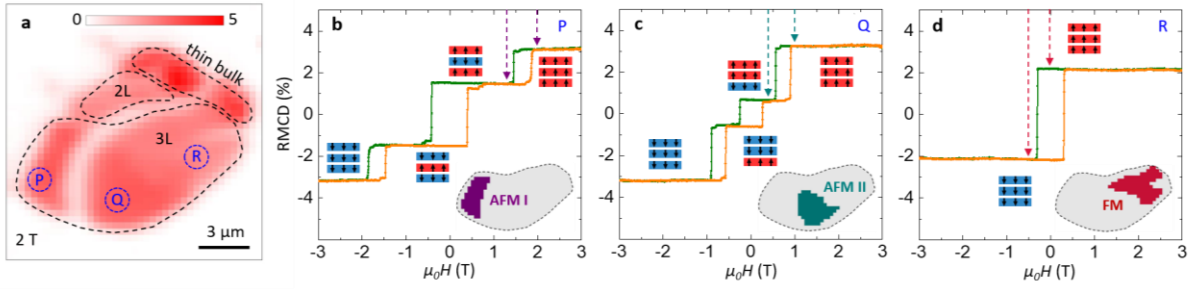 a
0
5
thin bulk
2L
3L
R
P
Q
2 T
3 μm
b
P
RMCD (%)
4
2
0
-2
-4
AFM I
-3 -2 -1 0 1 2 3
μ₀H (T)
c
Q
4
2
0
-2
-4
AFM II
-3 -2 -1 0 1 2 3
μ₀H (T)
d
R
4
2
0
-2
-4
FM
-3 -2 -1 0 1 2 3
μ₀H (T)